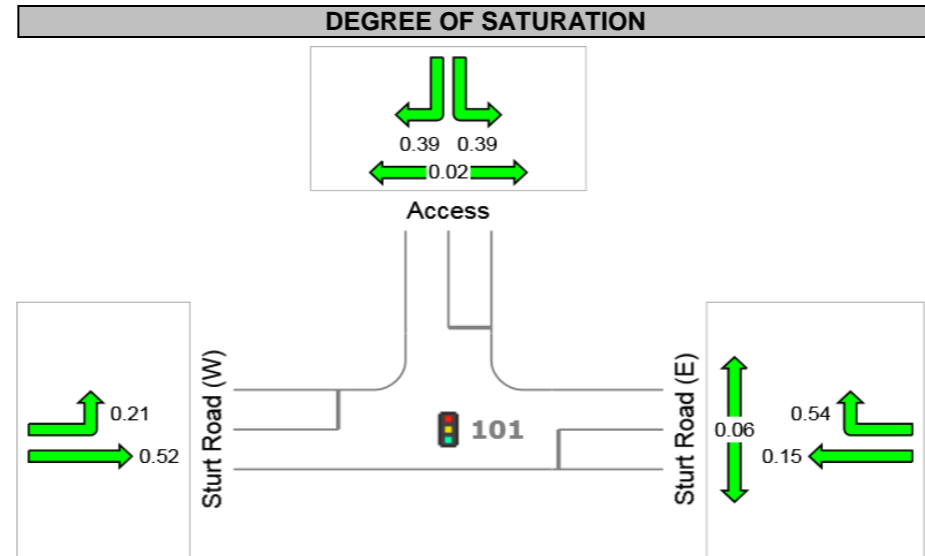 DEGREE OF SATURATION
0.39 0.39
0.02
Access
Sturt Road (W)
0.21
0.52
101
Sturt Road (E)
0.06
0.54
0.15